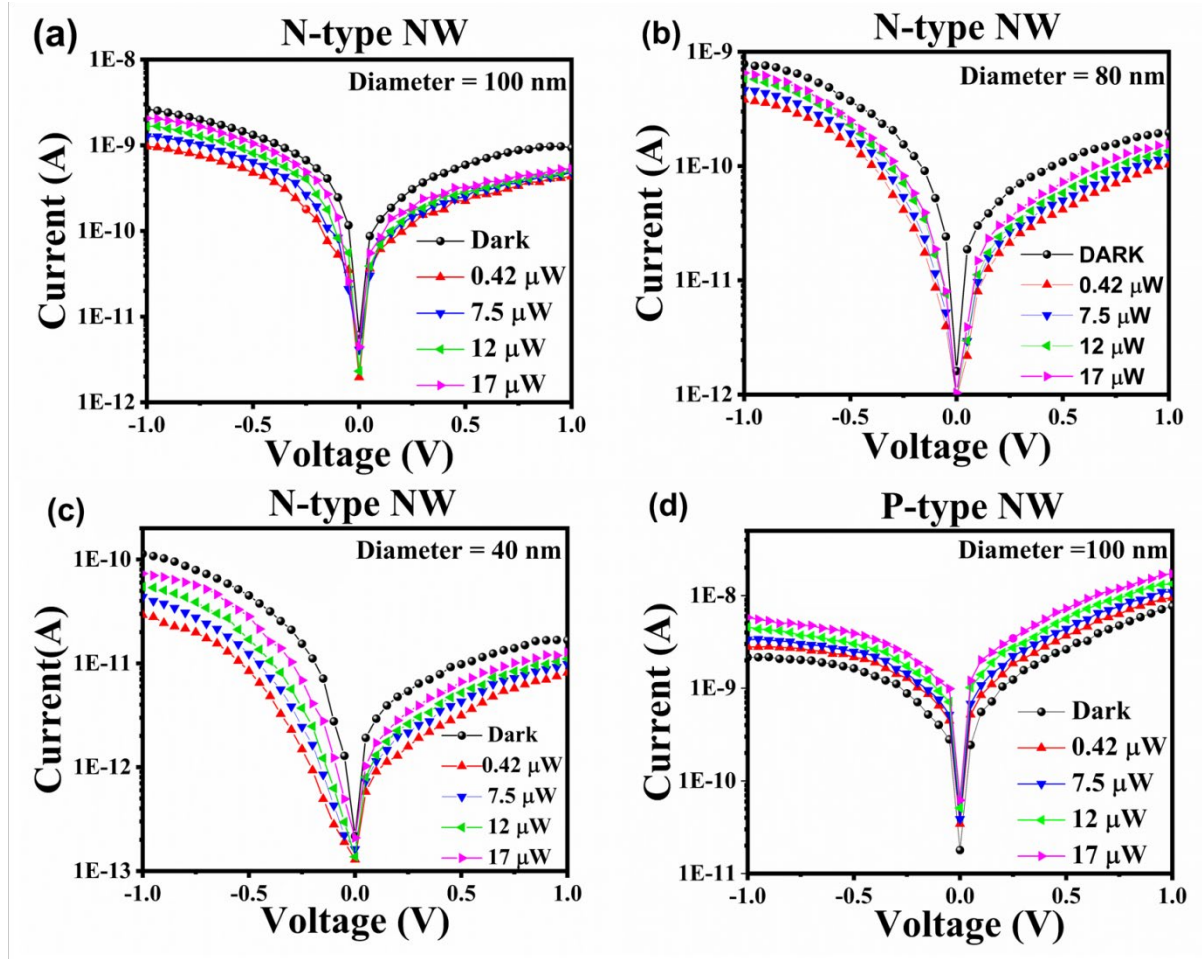 (a)
N-type NW
Diameter = 100 nm
Current (A)
1E-8
1E-9
1E-10
1E-11
1E-12
Dark
0.42 μW
7.5 μW
12 μW
17 μW
-1.0 -0.5 0.0 0.5 1.0
Voltage (V)
(b)
N-type NW
Diameter = 80 nm
Current (A)
1E-9
1E-10
1E-11
1E-12
DARK
0.42 μW
7.5 μW
12 μW
17 μW
-1.0 -0.5 0.0 0.5 1.0
Voltage (V)
(c)
N-type NW
Diameter = 40 nm
Current(A)
1E-10
1E-11
1E-12
1E-13
Dark
0.42 μW
7.5 μW
12 μW
17 μW
-1.0 -0.5 0.0 0.5 1.0
Voltage (V)
(d)
P-type NW
Diameter =100 nm
Current (A)
1E-8
1E-9
1E-10
1E-11
Dark
0.42 μW
7.5 μW
12 μW
17 μW
-1.0 -0.5 0.0 0.5 1.0
Voltage (V)